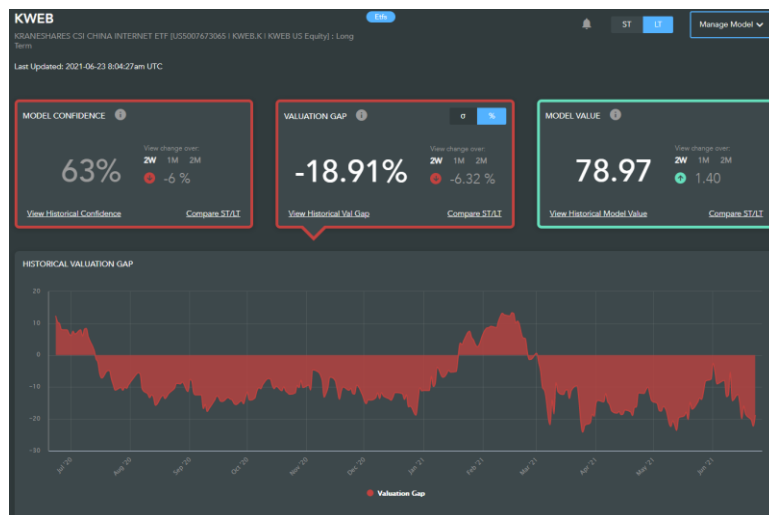 KWEB
Etfs
ST LT Manage Model
KRANESHARES CSI CHINA INTERNET ETF [US5007673065 | KWEB.K | KWEB US Equity] : Long
Term
Last Updated: 2021-06-23 8:04:27am UTC
MODEL CONFIDENCE
View change over:
2W 1M 2M
63%
-6 %
View Historical Confidence Compare ST/LT
VALUATION GAP
σ %
View change over:
2W 1M 2M
-18.91%
-6.32 %
View Historical Val Gap Compare ST/LT
MODEL VALUE
View change over:
2W 1M 2M
78.97
1.40
View Historical Model Value Compare ST/LT
HISTORICAL VALUATION GAP
20
10
0
-10
-20
-30
Jul '20 Aug '20 Sep '20 Oct '20 Nov '20 Dec '20 Jan '21 Feb '21 Mar '21 Apr '21 May '21 Jun '21
Valuation Gap